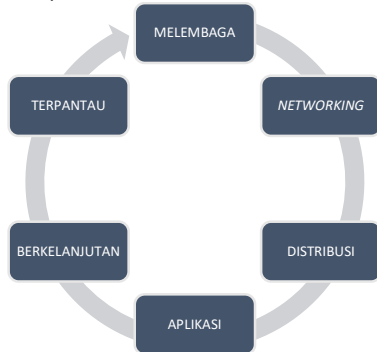 MELEMBAGA
NETWORKING
DISTRIBUSI
APLIKASI
BERKELANJUTAN
TERPANTAU